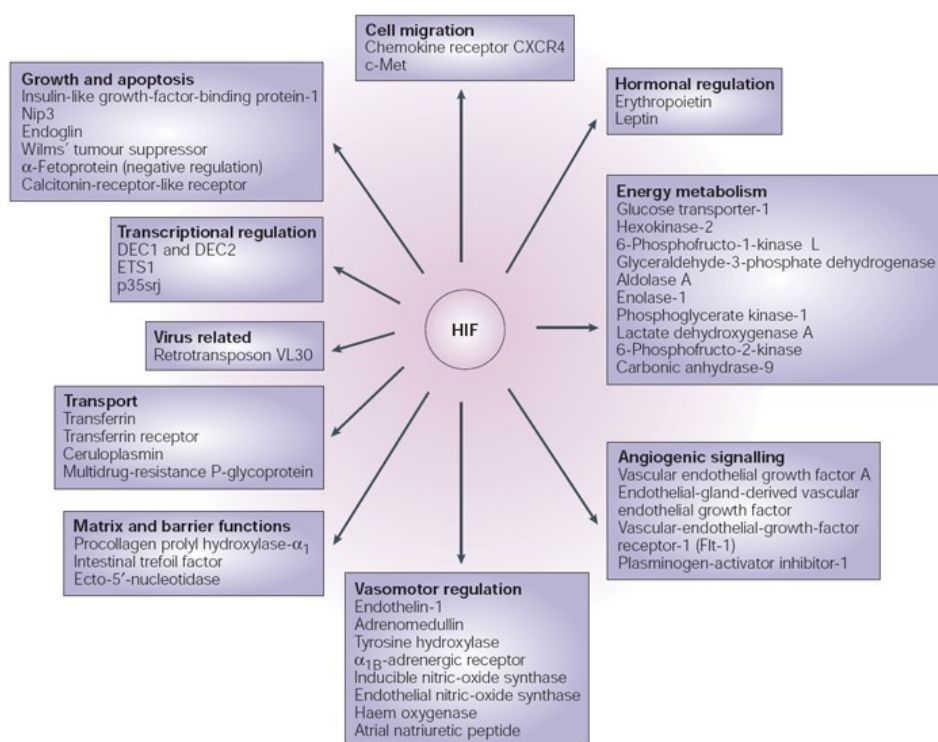 Cell migration
Chemokine receptor CXCR4
c-Met
Growth and apoptosis
Insulin-like growth-factor-binding protein-1
Nip3
Endoglin
Wilms' tumour suppressor
α-Fetoprotein (negative regulation)
Calcitonin-receptor-like receptor
Hormonal regulation
Erythropoietin
Leptin
Transcriptional regulation
DEC1 and DEC2
ETS1
p35srj
Energy metabolism
Glucose transporter-1
Hexokinase-2
6-Phosphofructo-1-kinase L
Glyceraldehyde-3-phosphate dehydrogenase
Aldolase A
Enolase-1
Phosphoglycerate kinase-1
Lactate dehydroxygenase A
6-Phosphofructo-2-kinase
Carbonic anhydrase-9
HIF
Virus related
Retrotransposon VL30
Transport
Transferrin
Transferrin receptor
Ceruloplasmin
Multidrug-resistance P-glycoprotein
Angiogenic signalling
Vascular endothelial growth factor A
Endothelial-gland-derived vascular
endothelial growth factor
Vascular-endothelial-growth-factor
receptor-1 (Flt-1)
Plasminogen-activator inhibitor-1
Matrix and barrier functions
Procollagen prolyl hydroxylase-α1
Intestinal trefoil factor
Ecto-5′-nucleotidase
Vasomotor regulation
Endothelin-1
Adrenomedullin
Tyrosine hydroxylase
α1B-adrenergic receptor
Inducible nitric-oxide synthase
Endothelial nitric-oxide synthase
Haem oxygenase
Atrial natriuretic peptide